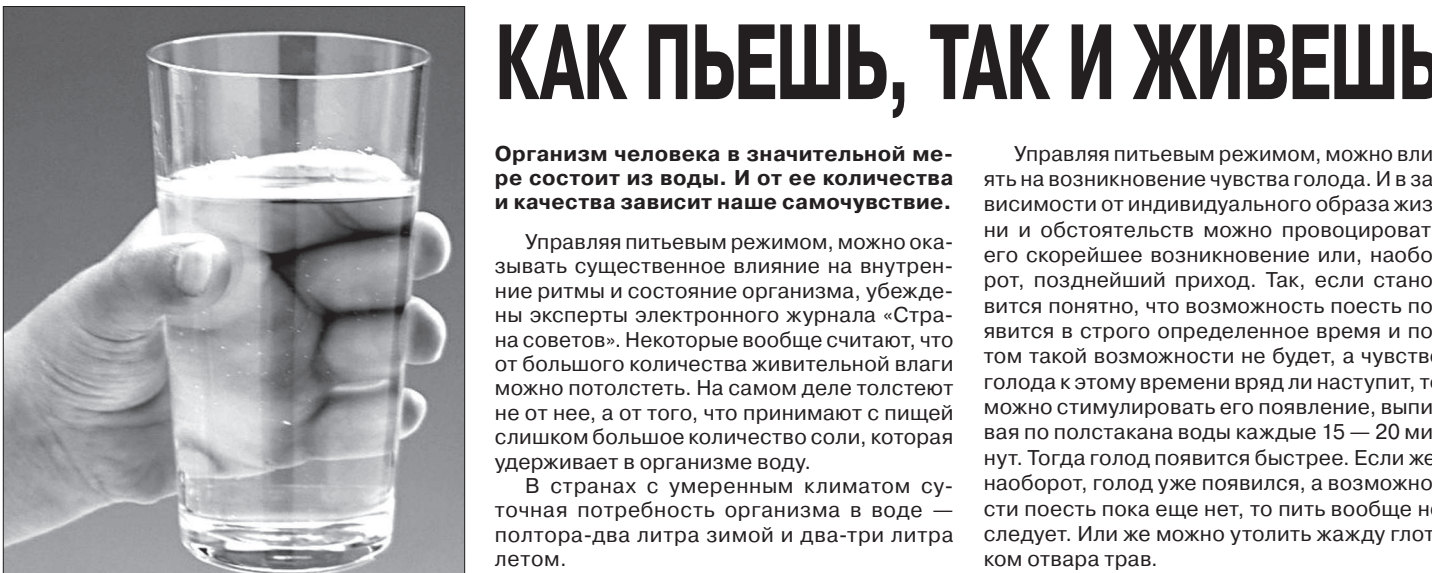 КАК ПЬЕШЬ, ТАК И ЖИВЕШЬ
Организм человека в значительной ме-
ре состоит из воды. И от ее количества
и качества зависит наше самочувствие.
Управляя питьевым режимом, можно ока-
зывать существенное влияние на внутрен-
ние ритмы и состояние организма, убежде-
ны эксперты электронного журнала «Стра-
на советов». Некоторые вообще считают, что
от большого количества живительной влаги
можно потолстеть. На самом деле толстеют
не от нее, а от того, что принимают с пищей
слишком большое количество соли, которая
удерживает в организме воду.
В странах с умеренным климатом су-
точная потребность организма в воде —
полтора-два литра зимой и два-три литра
летом.
Управляя питьевым режимом, можно вли
ять на возникновение чувства голода. И в за
висимости от индивидуального образа жиз
ни и обстоятельств можно провоцироват
его скорейшее возникновение или, наобо
рот, позднейший приход. Так, если стано
вится понятно, что возможность поесть по
явится в строго определенное время и по
том такой возможности не будет, а чувств
голода к этому времени вряд ли наступит, т
можно стимулировать его появление, выпи
вая по полстакана воды каждые 15 — 20 ми
нут. Тогда голод появится быстрее. Если же
наоборот, голод уже появился, а возможно
сти поесть пока еще нет, то пить вообще н
следует. Или же можно утолить жажду глот
ком отвара трав.